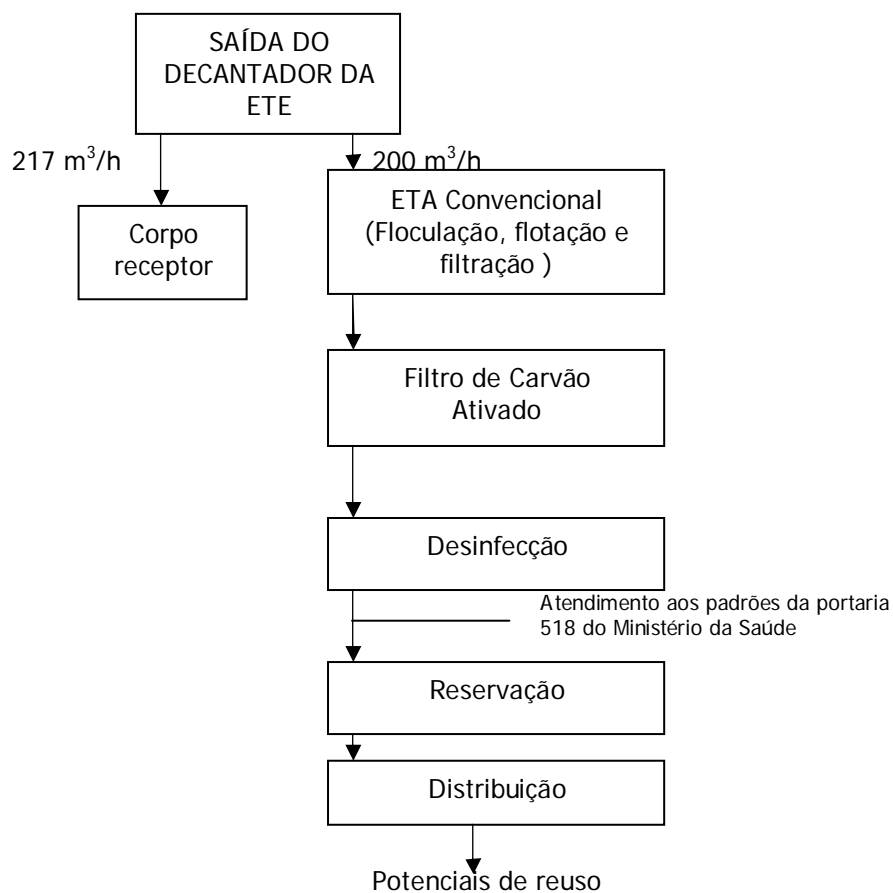 SAÍDA DO
DECANTADOR DA
ETE
217 m³/h
200 m³/h
Corpo
receptor
ETA Convencional
(Floculação, flotação e
filtração )
Filtro de Carvão
Ativado
Desinfecção
Atendimento aos padrões da portaria
518 do Ministério da Saúde
Reservação
Distribuição
Potenciais de reuso